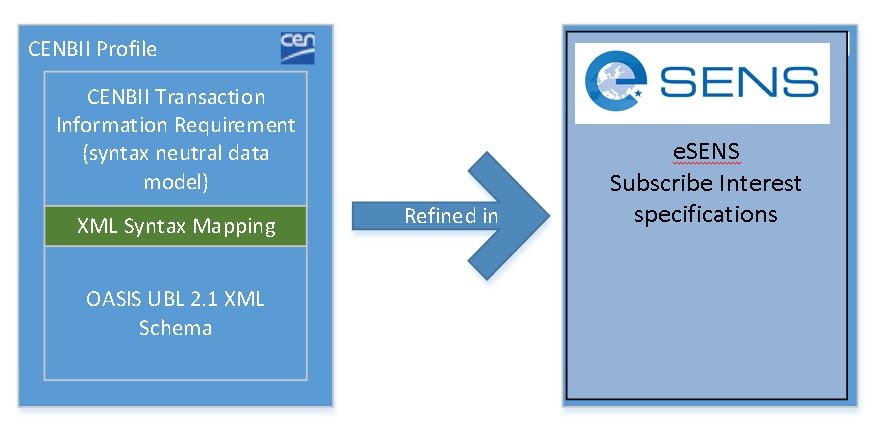 CENBII Profile
cen
CENBII Transaction
Information Requirement
(syntax neutral data
model)
XML Syntax Mapping
OASIS UBL 2.1 XML
Schema
Refined in
e SENS
eSENS
Subscribe Interest
specifications